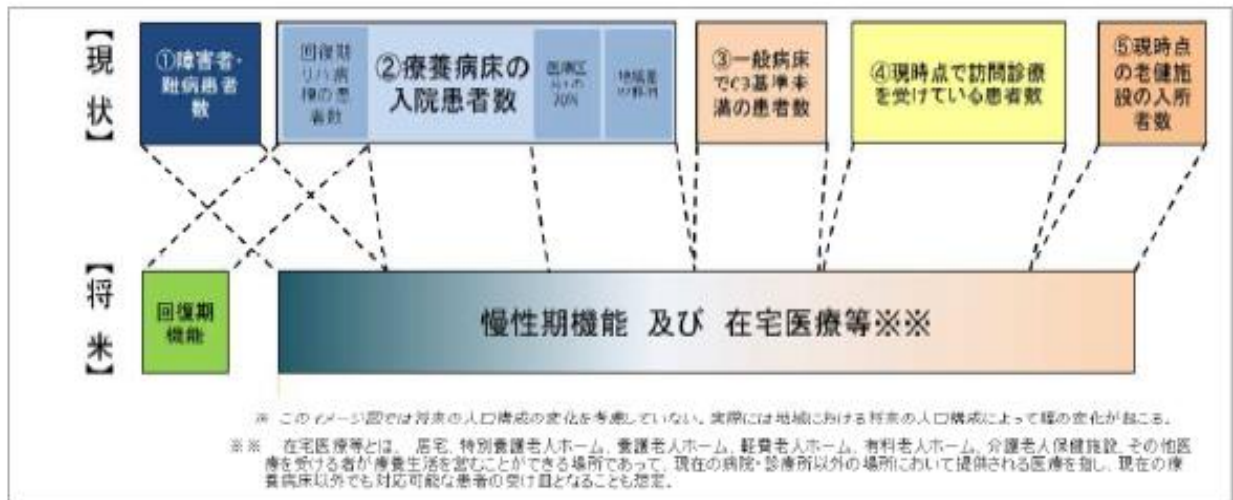 【現状】
①障害者・
難病患者
数
回復期
リハ病
棟の患
者数
②療養病床の
入院患者数
医療区
分1の
70%
地域差
の解消
③一般病床
でC3基準未
満の患者数
④現時点で訪問診療
を受けている患者数
⑤現時点
の老健施
設の入所
者数
【将来】
回復期
機能
慢性期機能 及び 在宅医療等※※
※ このイメージ図では将来の人口構成の変化を考慮していない。実際には地域における将来の人口構成によって幅の変化が起こる。
※※ 在宅医療等とは、居宅、特別養護老人ホーム、養護老人ホーム、軽費老人ホーム、有料老人ホーム、介護老人保健施設、その他医
療を受ける者が療養生活を営むことができる場所であって、現在の病院・診療所以外の場所において提供される医療を指し、現在の療
養病床以外でも対応可能な患者の受け皿となることも想定。